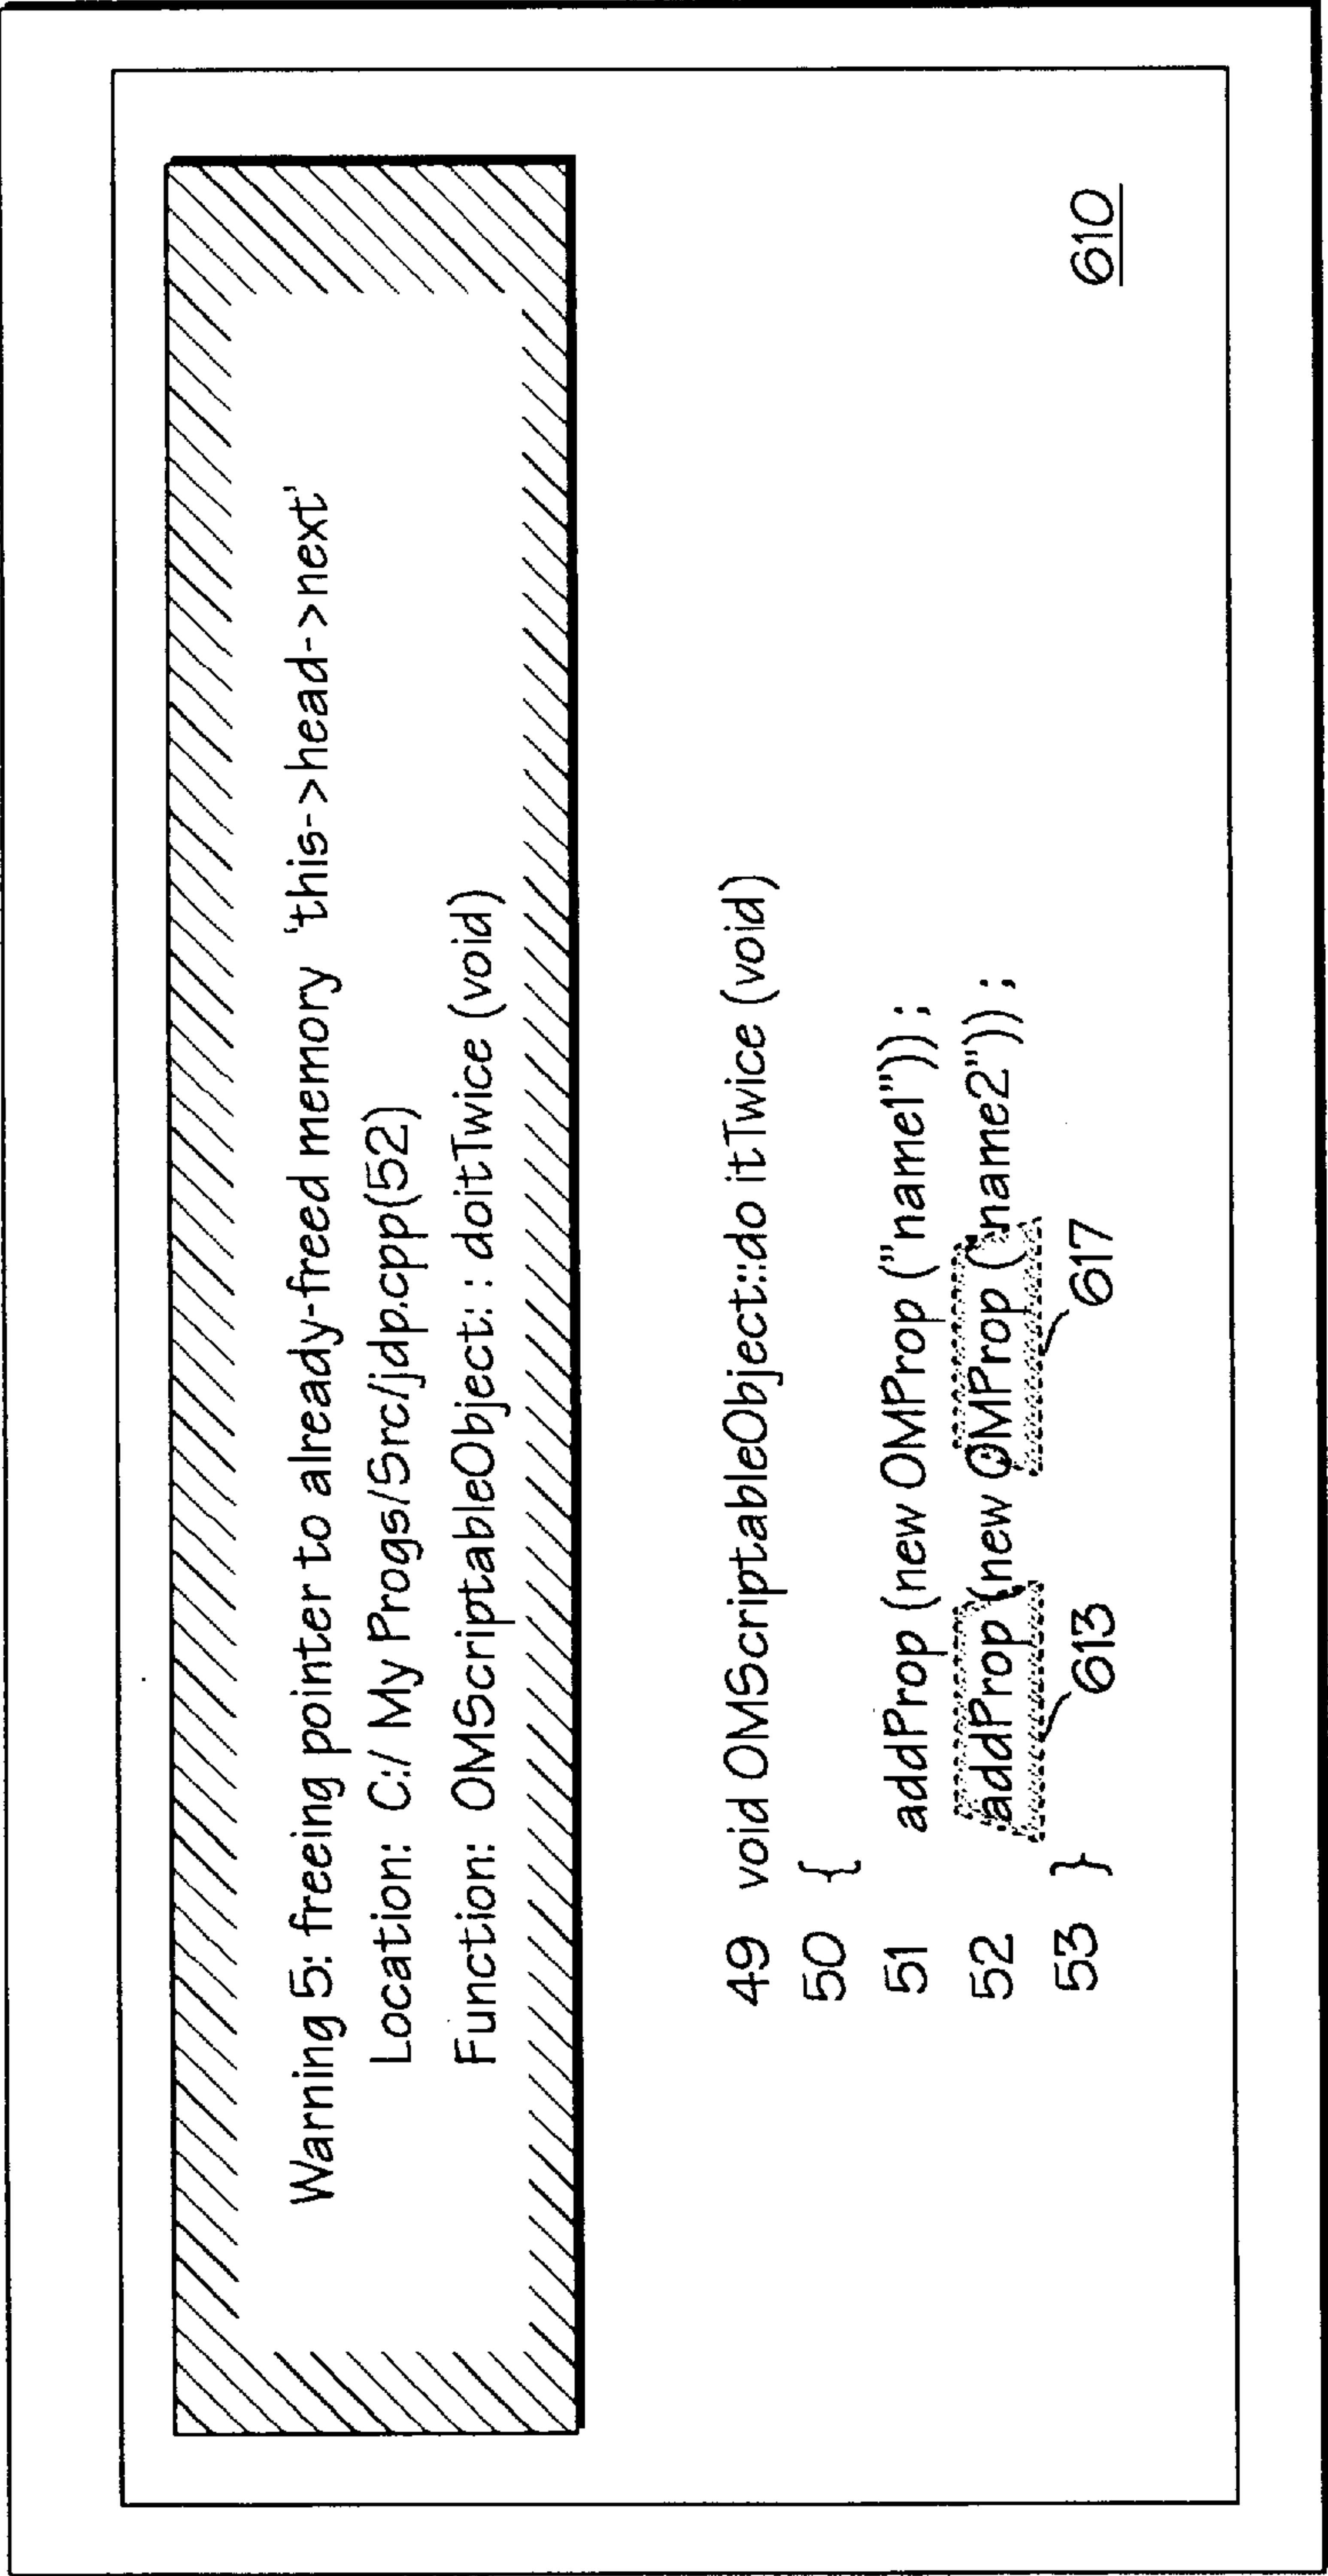 Warning 5: freeing pointer to already-freed memory 'this->head->next'
Location: C:/ My Progs/Src/jdp.cpp(52)
Function: OMScriptableObject: : doitTwice (void)
49 void OMScriptableObject::do itTwice (void)
50 {
51 addProp (new OMProp ("name1")) ;
52 addProp (new OMProp ("name2")) ;
53 }
613
617
610